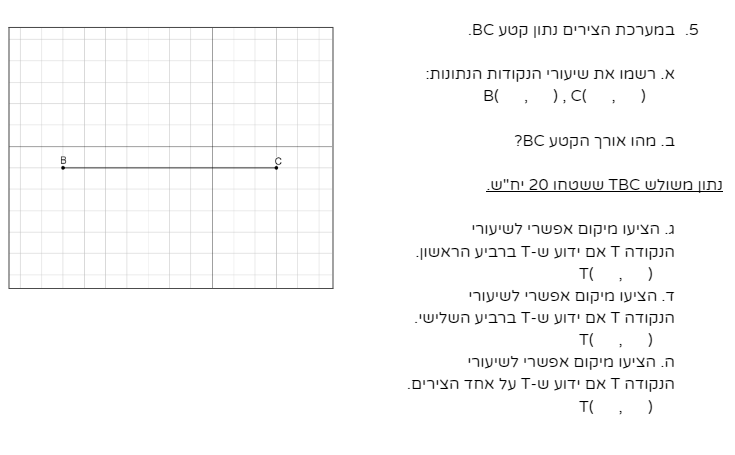 5. במערכת הצירים נתון קטע BC.
א. רשמו את שיעורי הנקודות הנתונות:
B( , ) , C( , )
ב. מהו אורך הקטע BC?
נתון משולש TBC ששטחו 20 יח"ש.
ג. הציעו מיקום אפשרי לשיעורי
הנקודה T אם ידוע ש-T ברביע הראשון.
T( , )
ד. הציעו מיקום אפשרי לשיעורי
הנקודה T אם ידוע ש-T ברביע השלישי.
T( , )
ה. הציעו מיקום אפשרי לשיעורי
הנקודה T אם ידוע ש-T על אחד הצירים.
T( , )
B
C